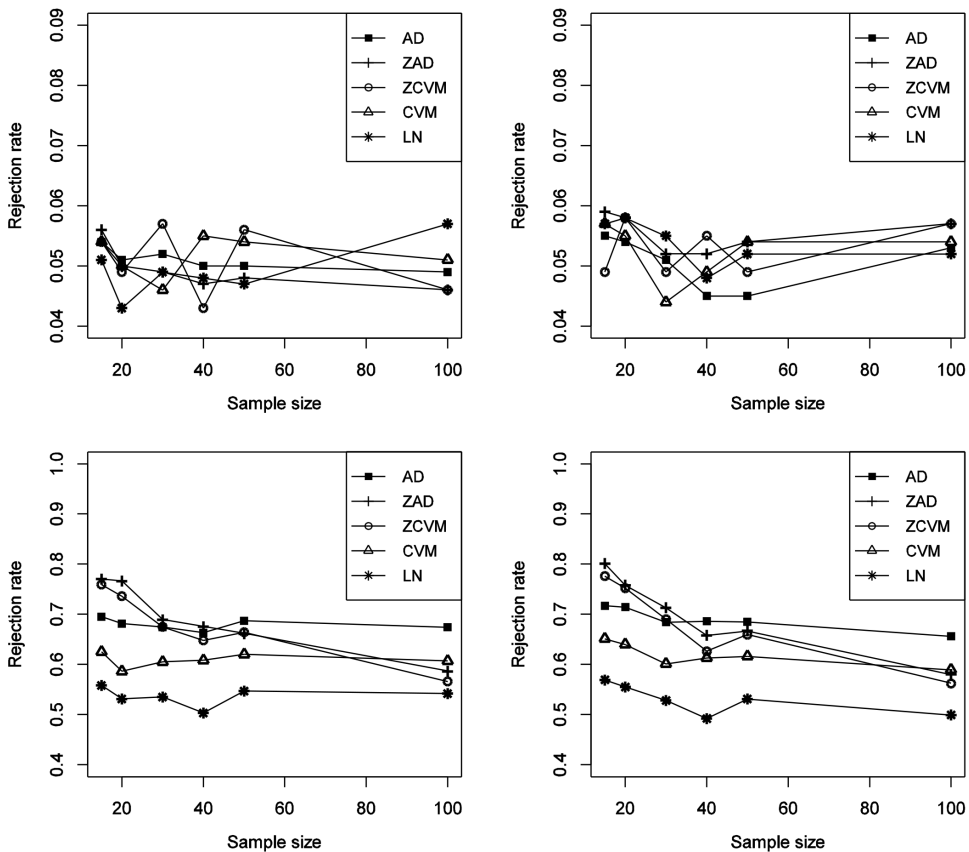 0.09
0.08
0.07
0.06
0.05
0.04
Rejection rate
AD
ZAD
ZCVM
CVM
LN
20 40 60 80 100
Sample size
0.09
0.08
0.07
0.06
0.05
0.04
Rejection rate
AD
ZAD
ZCVM
CVM
LN
20 40 60 80 100
Sample size
1.0
0.9
0.8
0.7
0.6
0.5
0.4
Rejection rate
AD
ZAD
ZCVM
CVM
LN
20 40 60 80 100
Sample size
1.0
0.9
0.8
0.7
0.6
0.5
0.4
Rejection rate
AD
ZAD
ZCVM
CVM
LN
20 40 60 80 100
Sample size